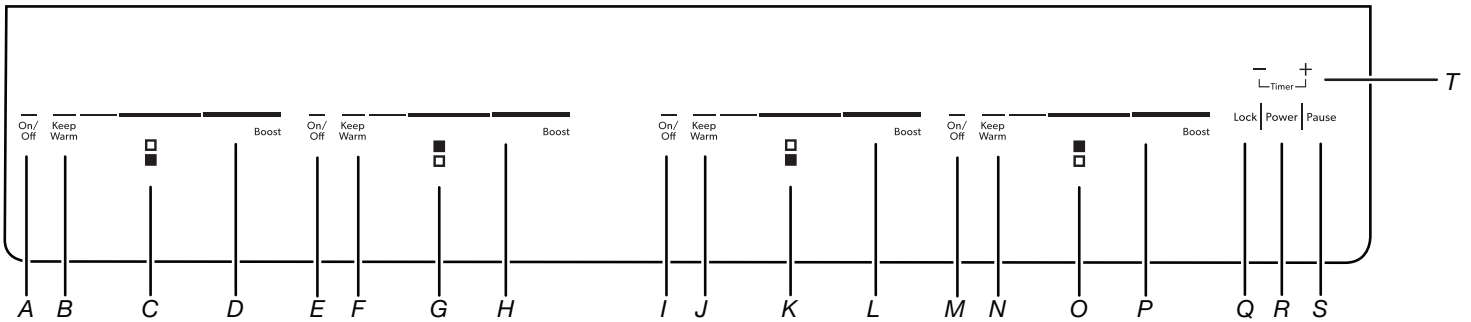 − +
Timer
T
On/ Keep On/ Keep On/ Keep On/ Keep
Off Warm Boost Off Warm Boost Off Warm Boost Off Warm Boost
Lock Power Pause
A B C D E F G H I J K L M N O P Q R S